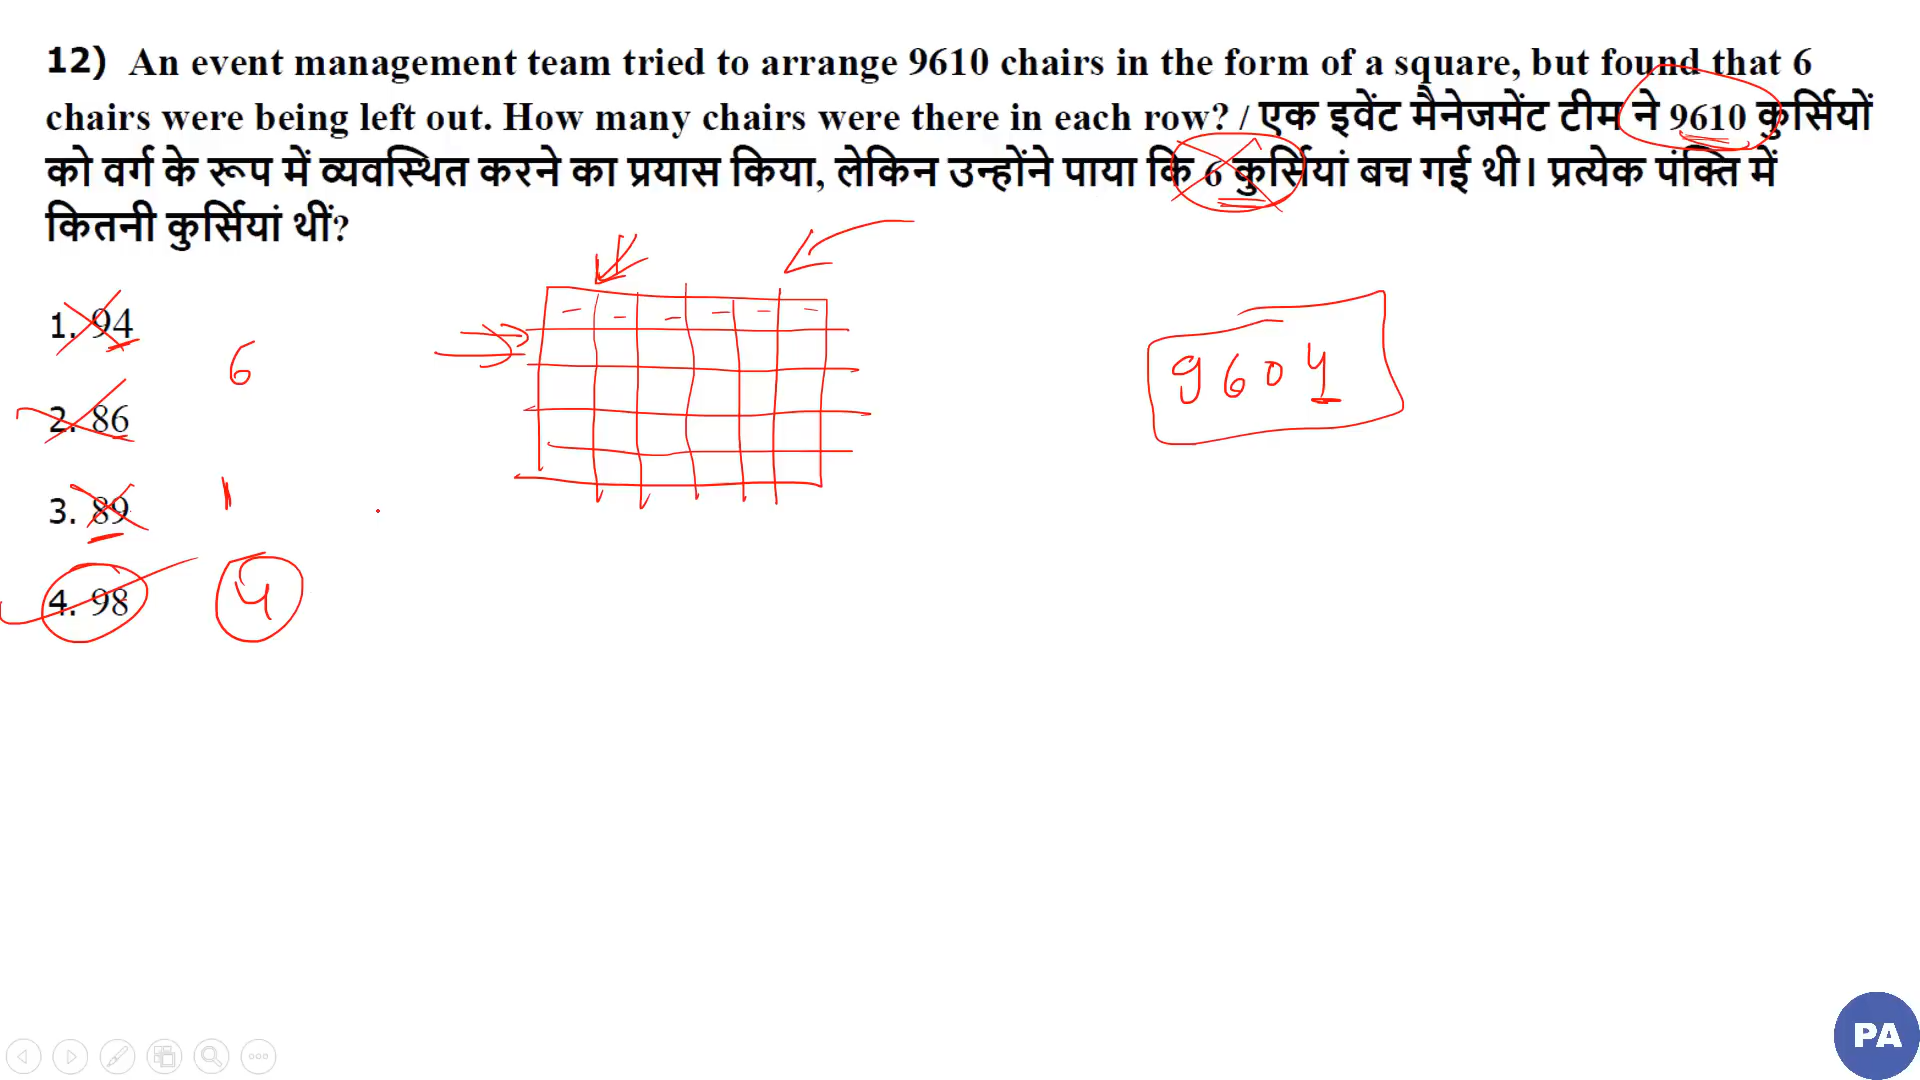 12) An event management team tried to arrange 9610 chairs in the form of a square, but found that 6
chairs were being left out. How many chairs were there in each row? / एक इवेंट मैनेजमेंट टीम ने 9610 कुर्सियों
को वर्ग के रूप में व्यवस्थित करने का प्रयास किया, लेकिन उन्होंने पाया कि 6 कुर्सियां बच गई थी। प्रत्येक पंक्ति में
कितनी कुर्सियां थीं?
1. 94
6
2. 86
3. 89
1
4. 98
4
9604
PA